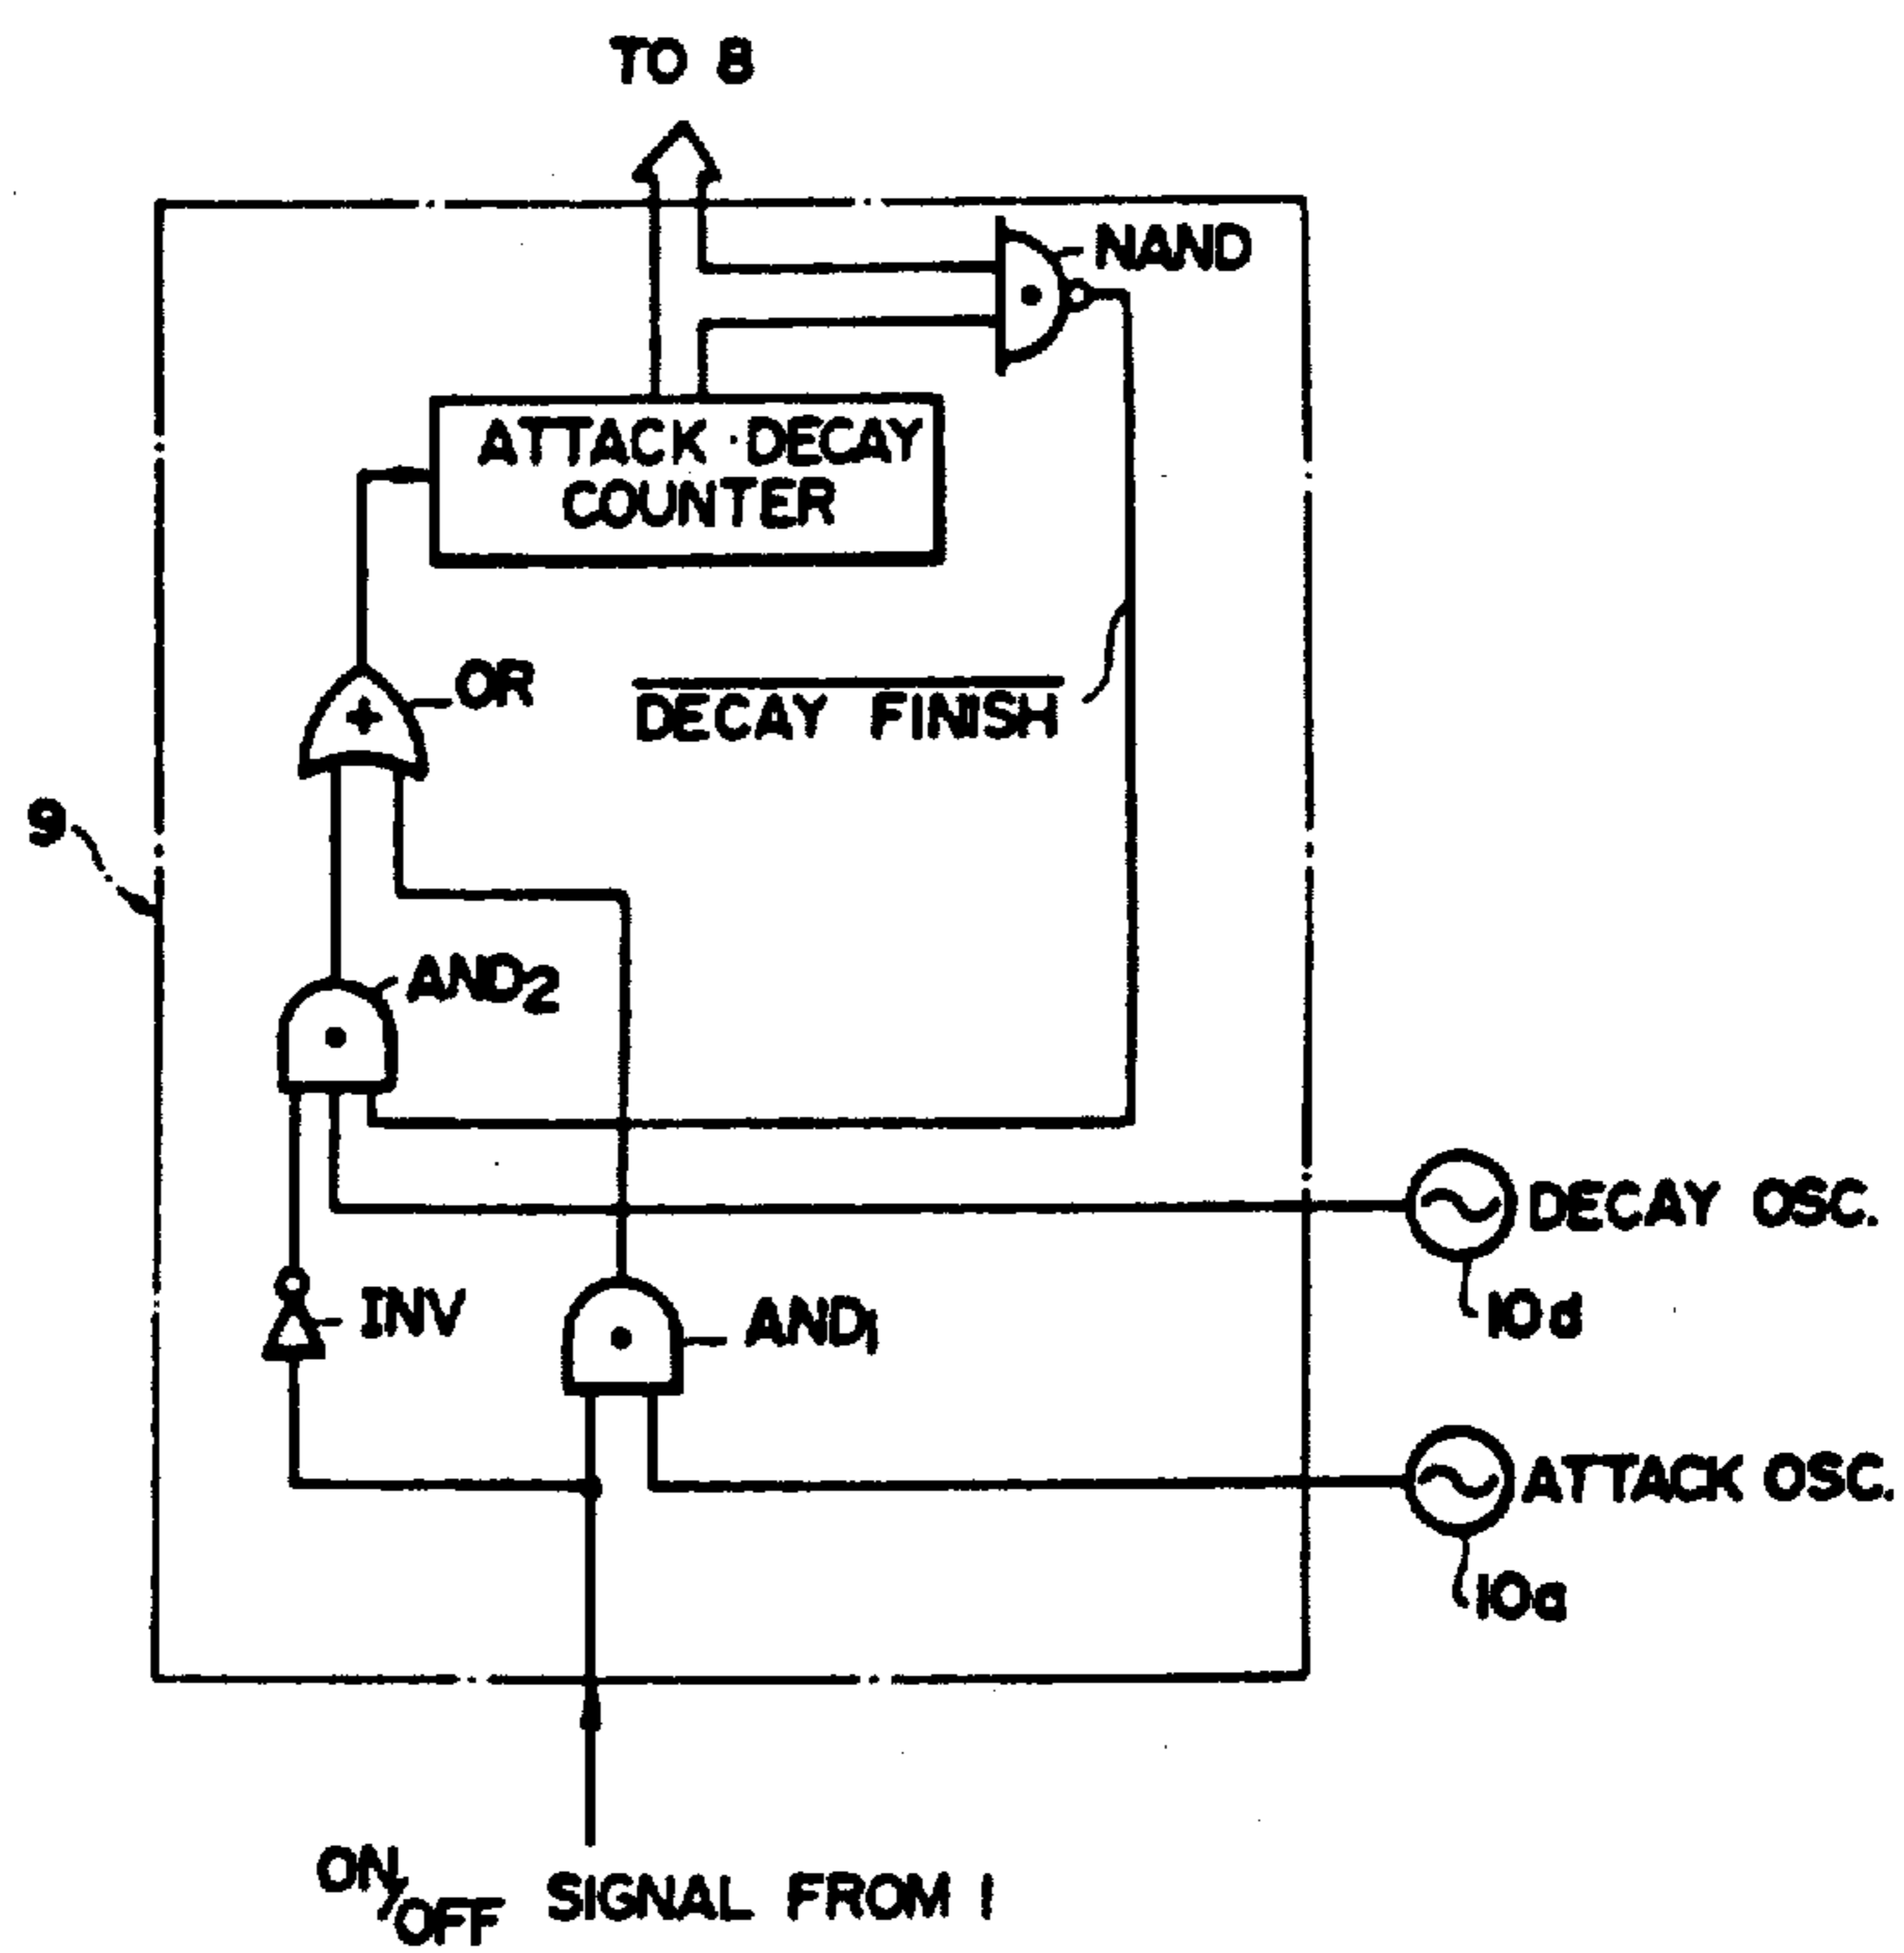 TO 8
NAND
ATTACK · DECAY
COUNTER
OR
DECAY FINISH
9
AND2
DECAY OSC.
10d
INV
AND1
ATTACK OSC.
10a
ON/OFF SIGNAL FROM 1